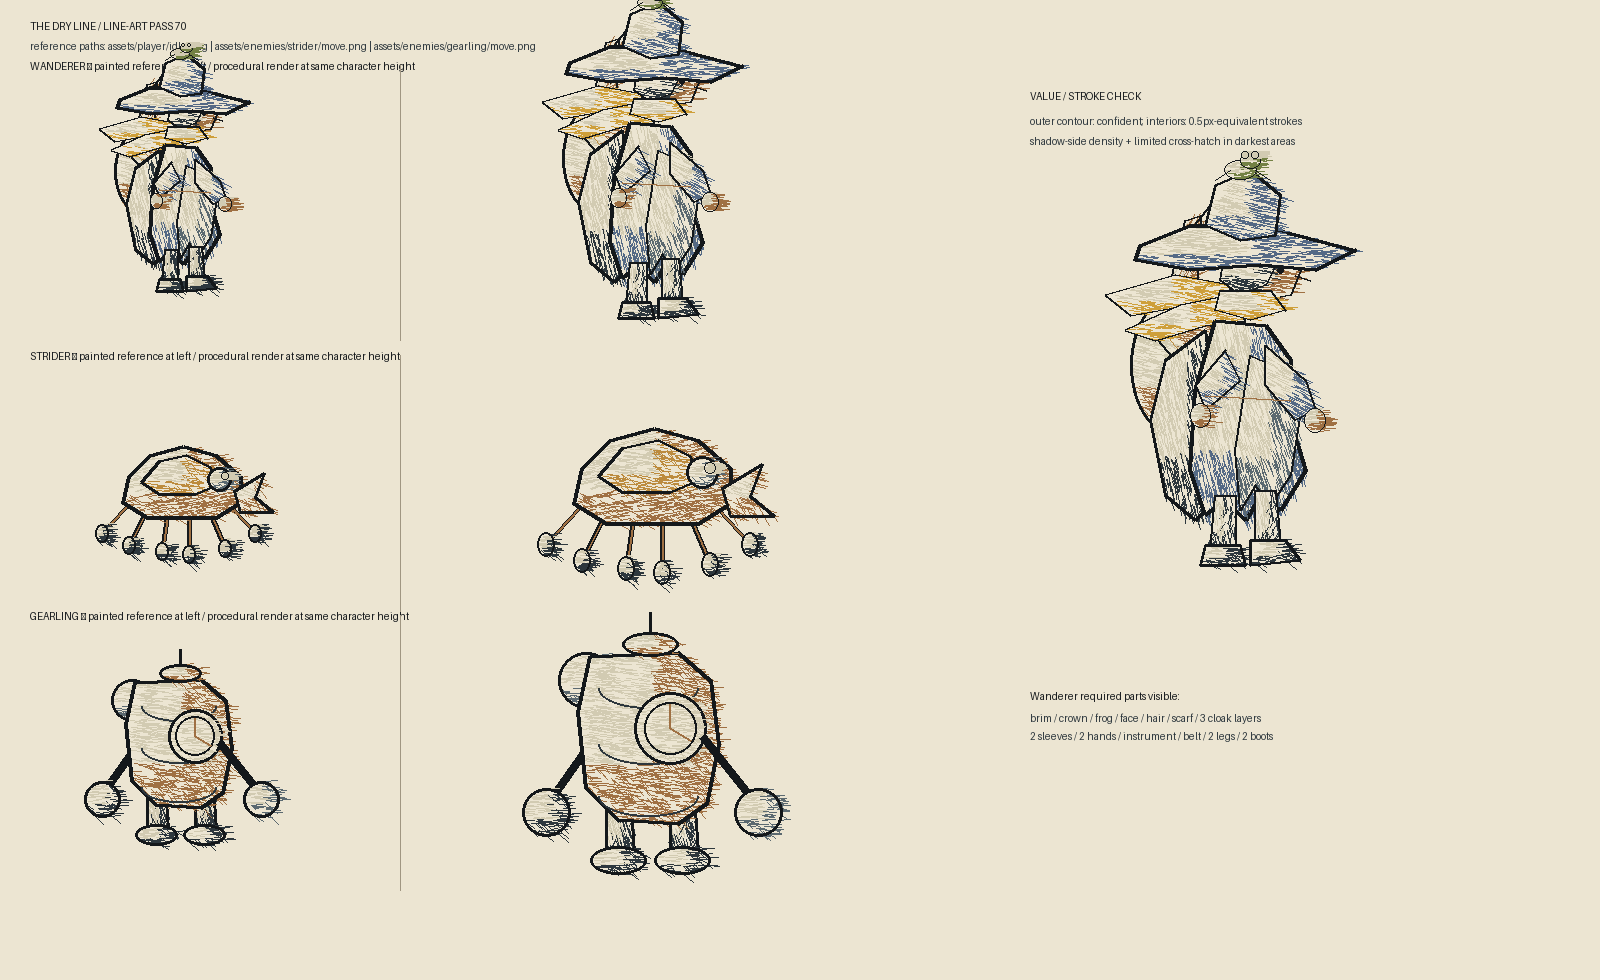 THE DRY LINE / LINE-ART PASS 70
reference paths: assets/player/idl g | assets/enemies/strider/move.png | assets/enemies/gearling/move.png
WANDERER painted refere / procedural render at same character height
VALUE / STROKE CHECK
outer contour: confident; interiors: 0.5px-equivalent strokes
shadow-side density + limited cross-hatch in darkest areas
STRIDER painted reference at left / procedural render at same character height
GEARLING painted reference at left / procedural render at same character height
Wanderer required parts visible:
brim / crown / frog / face / hair / scarf / 3 cloak layers
2 sleeves / 2 hands / instrument / belt / 2 legs / 2 boots